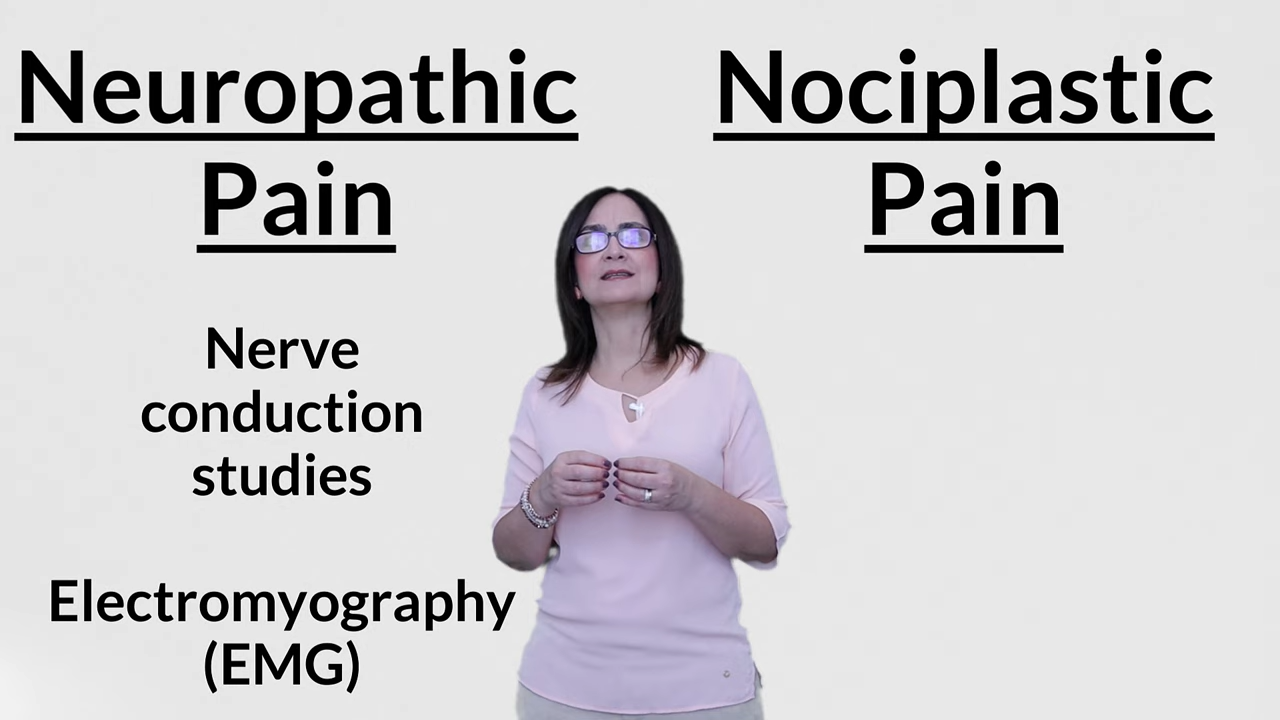 Neuropathic
Pain
Nerve
conduction
studies
Electromyography
(EMG)
Nociplastic
Pain